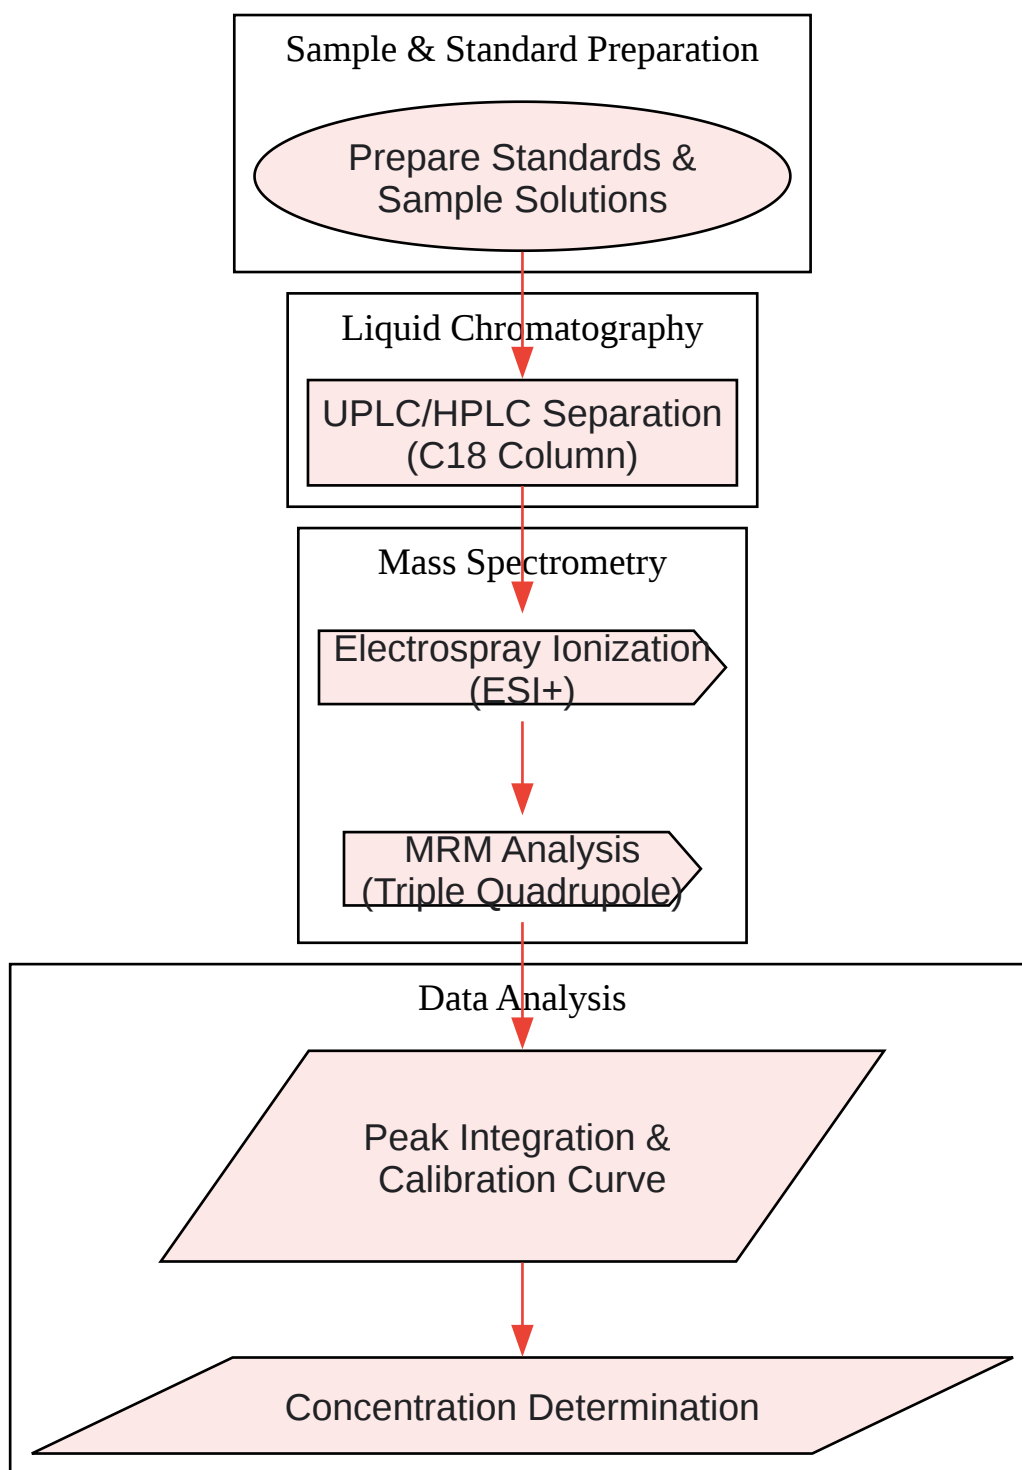 Sample & Standard Preparation
Prepare Standards &
Sample Solutions
Liquid Chromatography
UPLC/HPLC Separation
(C18 Column)
Mass Spectrometry
Electrospray Ionization
(ESI+)
MRM Analysis
(Triple Quadrupole)
Data Analysis
Peak Integration &
Calibration Curve
Concentration Determination